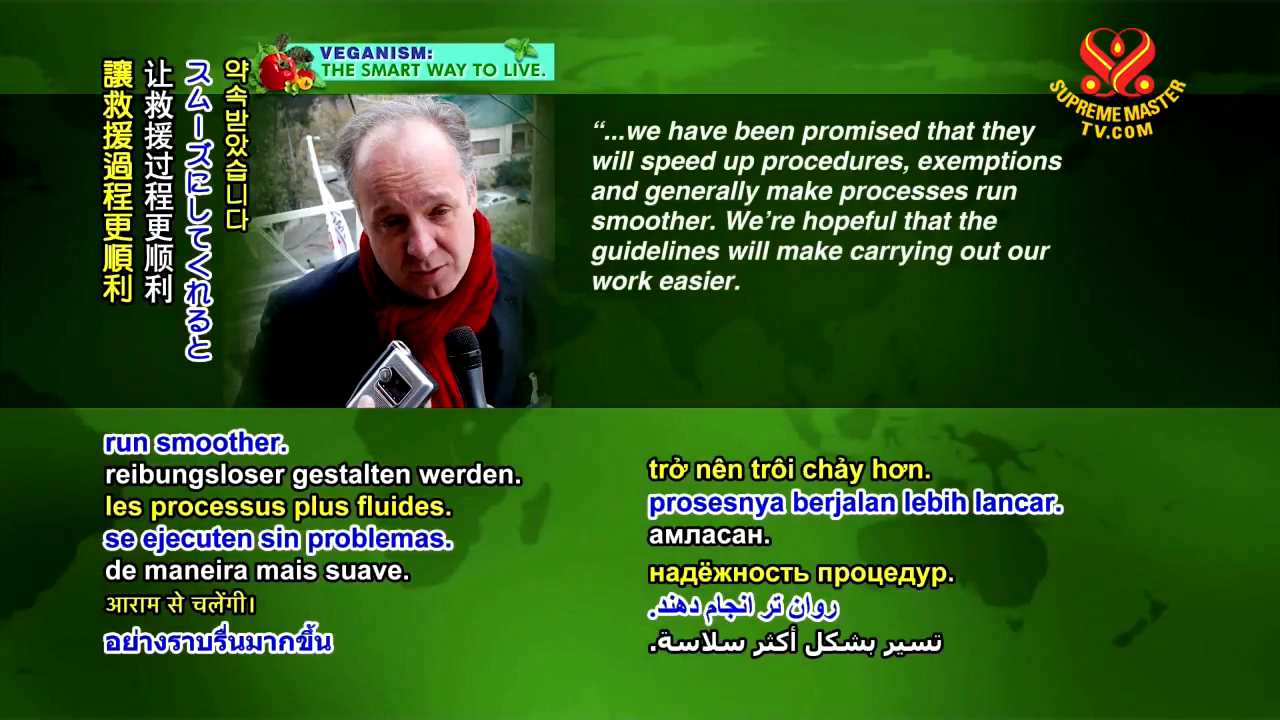 VEGANISM:
THE SMART WAY TO LIVE.
SUPREME MASTER
TV.COM
약속받았습니다
スムーズにしてくれると
让救援过程更顺利
讓救援過程更順利
“...we have been promised that they
will speed up procedures, exemptions
and generally make processes run
smoother. We’re hopeful that the
guidelines will make carrying out our
work easier.
run smoother.
reibungsloser gestalten werden.
les processus plus fluides.
se ejecuten sin problemas.
de maneira mais suave.
आराम से चलेंगी।
อย่างราบรื่นมากขึ้น
trở nên trôi chảy hơn.
prosesnya berjalan lebih lancar.
амласан.
надёжность процедур.
روان تر انجام دهند.
تسير بشكل أكثر سلاسة.